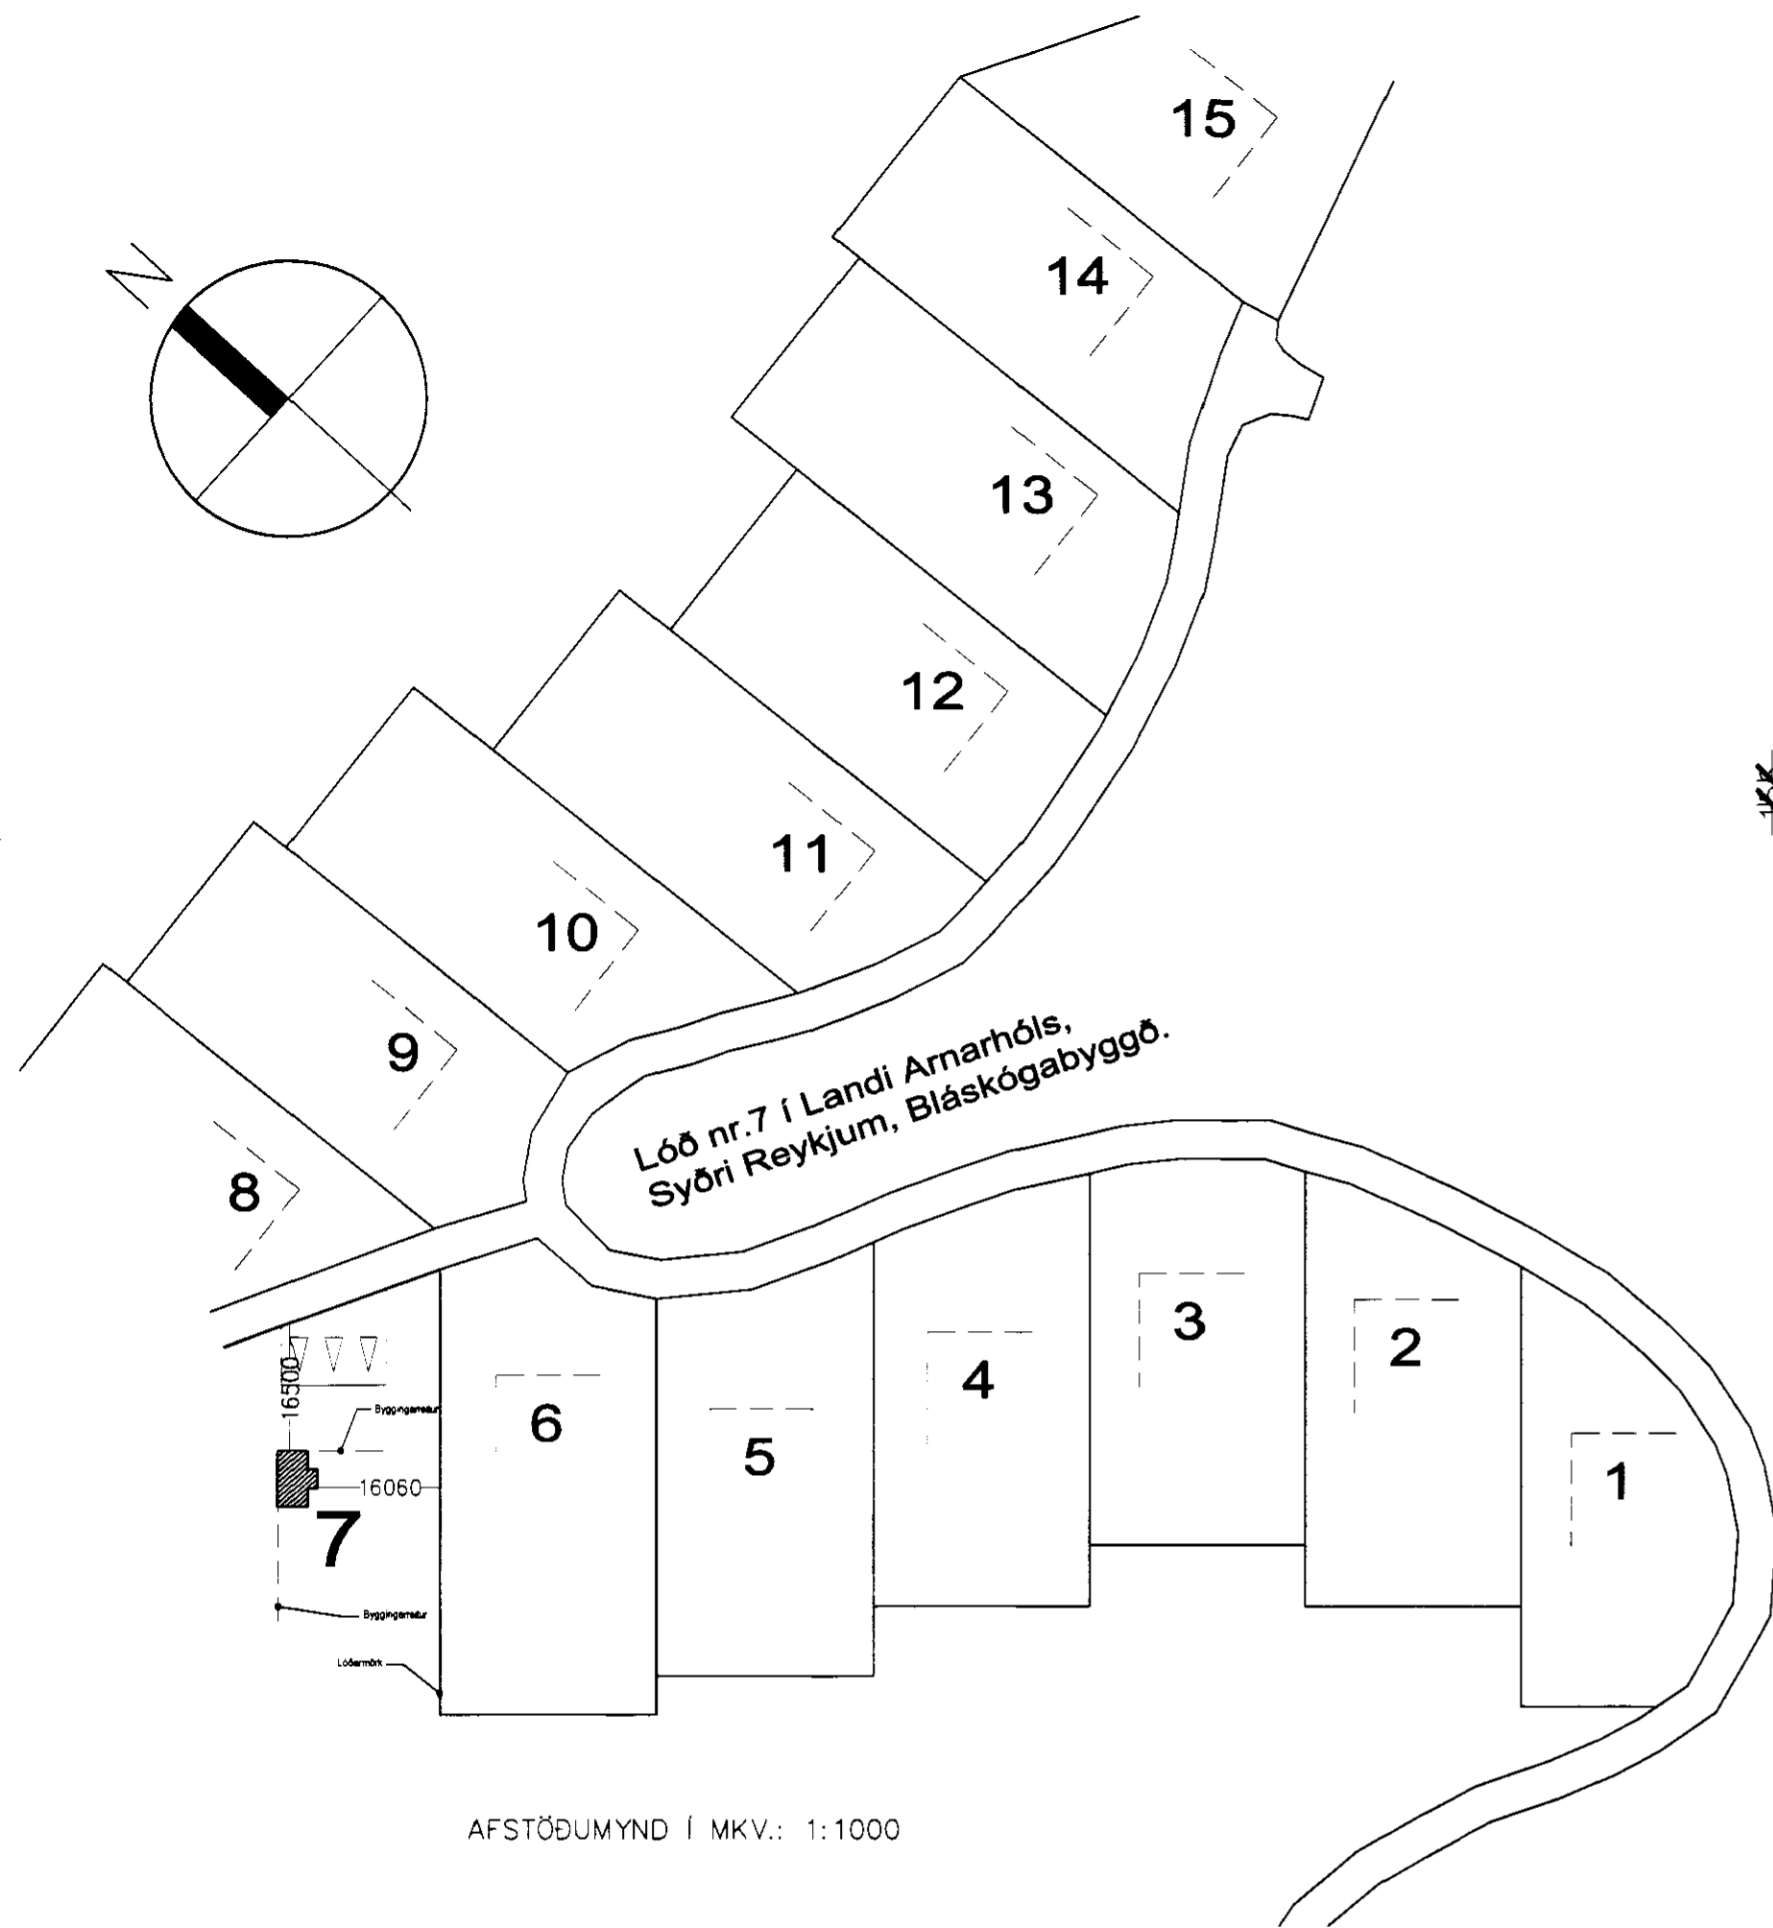 15
14
N
13
12
11
10
9
8
Lóð nr.7 í Landi Arnarhóls,
Syðri Reykjum, Bláskógabyggð.
3
2
4
16500
Byggingarreitur
6
5
1
16060
7
Byggingarreitur
Lóðarmörk
AFSTÖÐUMYND Í MKV.: 1:1000